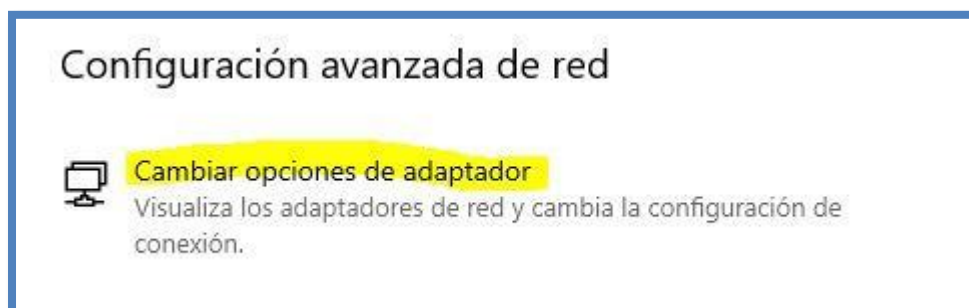 Configuración avanzada de red
Cambiar opciones de adaptador
Visualiza los adaptadores de red y cambia la configuración de
conexión.